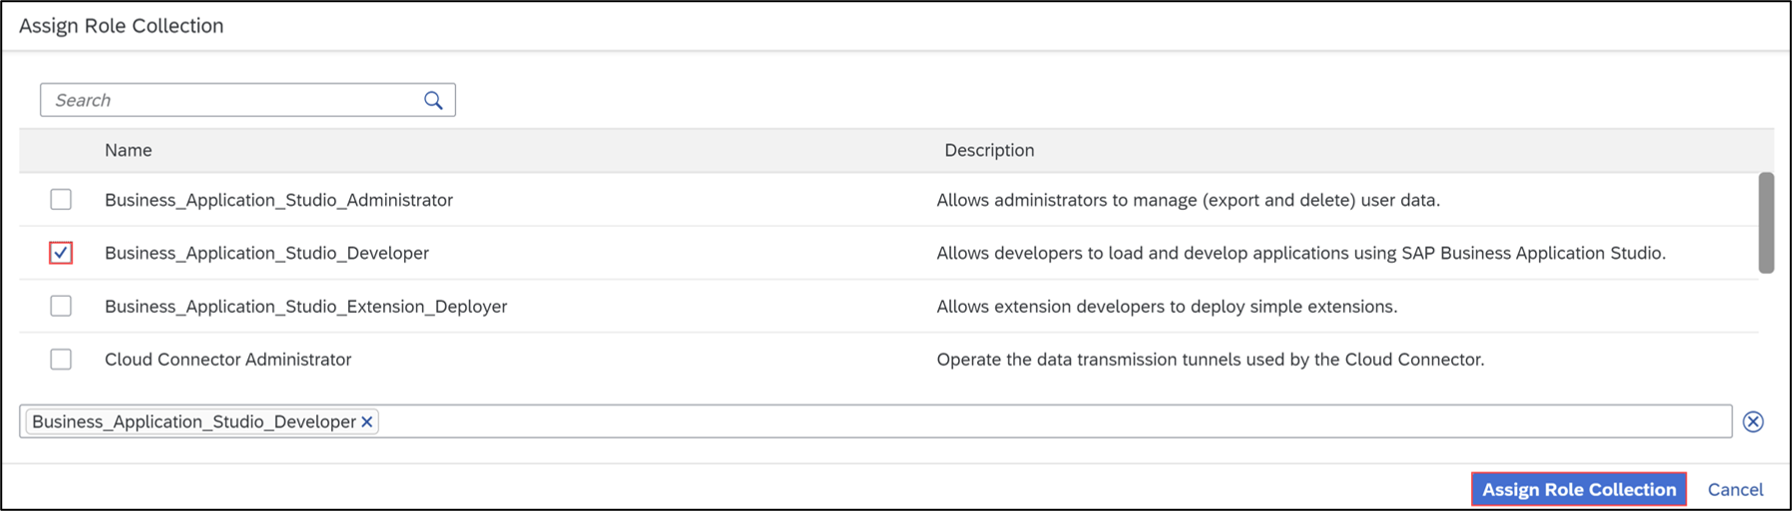 Assign Role Collection
Search
Name Description
Business_Application_Studio_Administrator Allows administrators to manage (export and delete) user data.
Business_Application_Studio_Developer Allows developers to load and develop applications using SAP Business Application Studio.
Business_Application_Studio_Extension_Deployer Allows extension developers to deploy simple extensions.
Cloud Connector Administrator Operate the data transmission tunnels used by the Cloud Connector.
Business_Application_Studio_Developer
Assign Role Collection Cancel